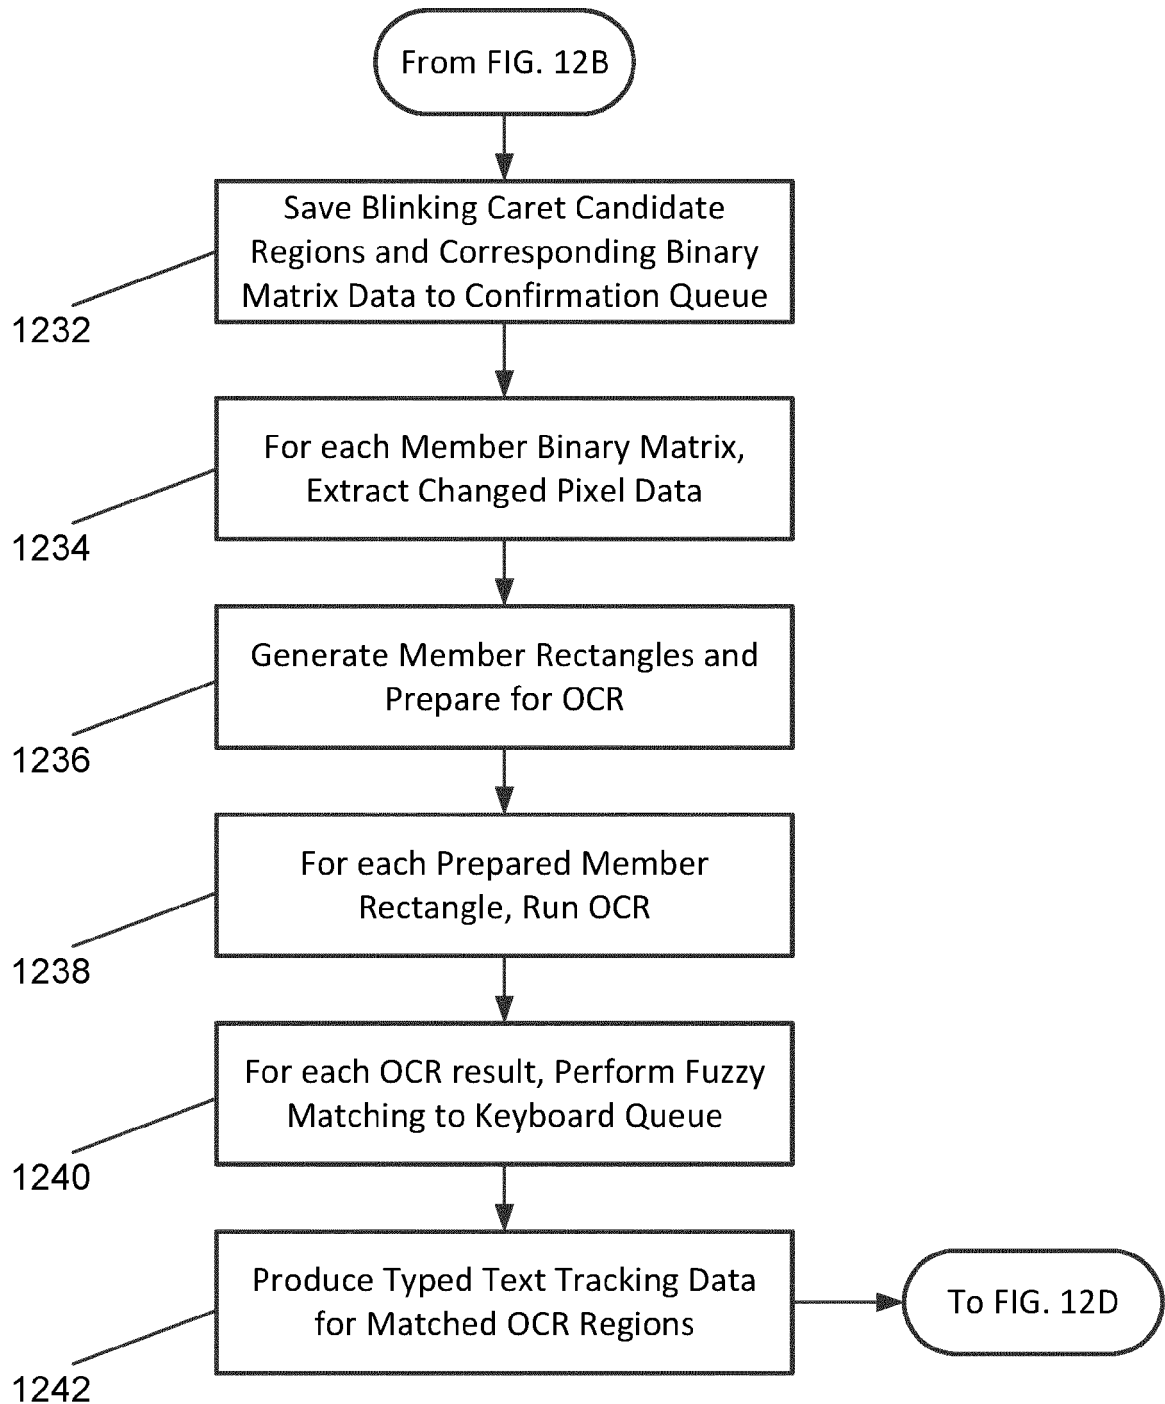 From FIG. 12B
Save Blinking Caret Candidate
Regions and Corresponding Binary
Matrix Data to Confirmation Queue
1232
For each Member Binary Matrix,
Extract Changed Pixel Data
1234
Generate Member Rectangles and
Prepare for OCR
1236
For each Prepared Member
Rectangle, Run OCR
1238
For each OCR result, Perform Fuzzy
Matching to Keyboard Queue
1240
Produce Typed Text Tracking Data
for Matched OCR Regions
To FIG. 12D
1242